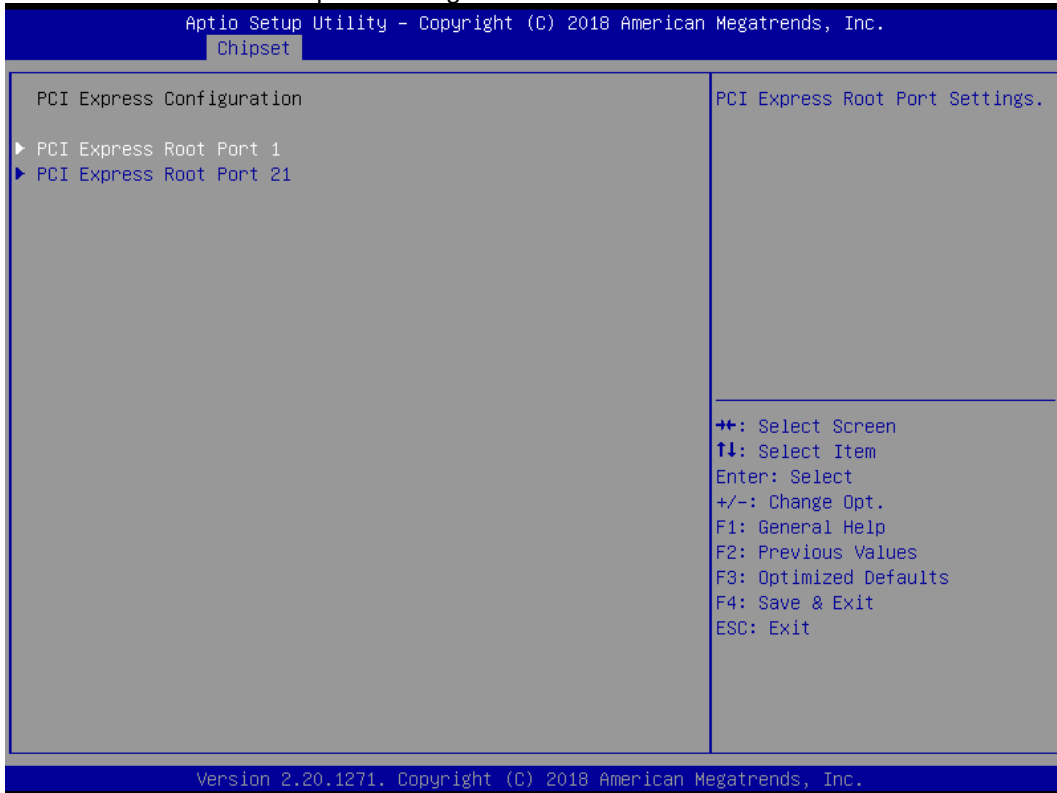 Aptio Setup Utility – Copyright (C) 2018 American Megatrends, Inc.
Chipset
PCI Express Configuration
PCI Express Root Port 1
PCI Express Root Port 21
PCI Express Root Port Settings.
→←: Select Screen
↑↓: Select Item
Enter: Select
+/-: Change Opt.
F1: General Help
F2: Previous Values
F3: Optimized Defaults
F4: Save & Exit
ESC: Exit
Version 2.20.1271. Copyright (C) 2018 American Megatrends, Inc.